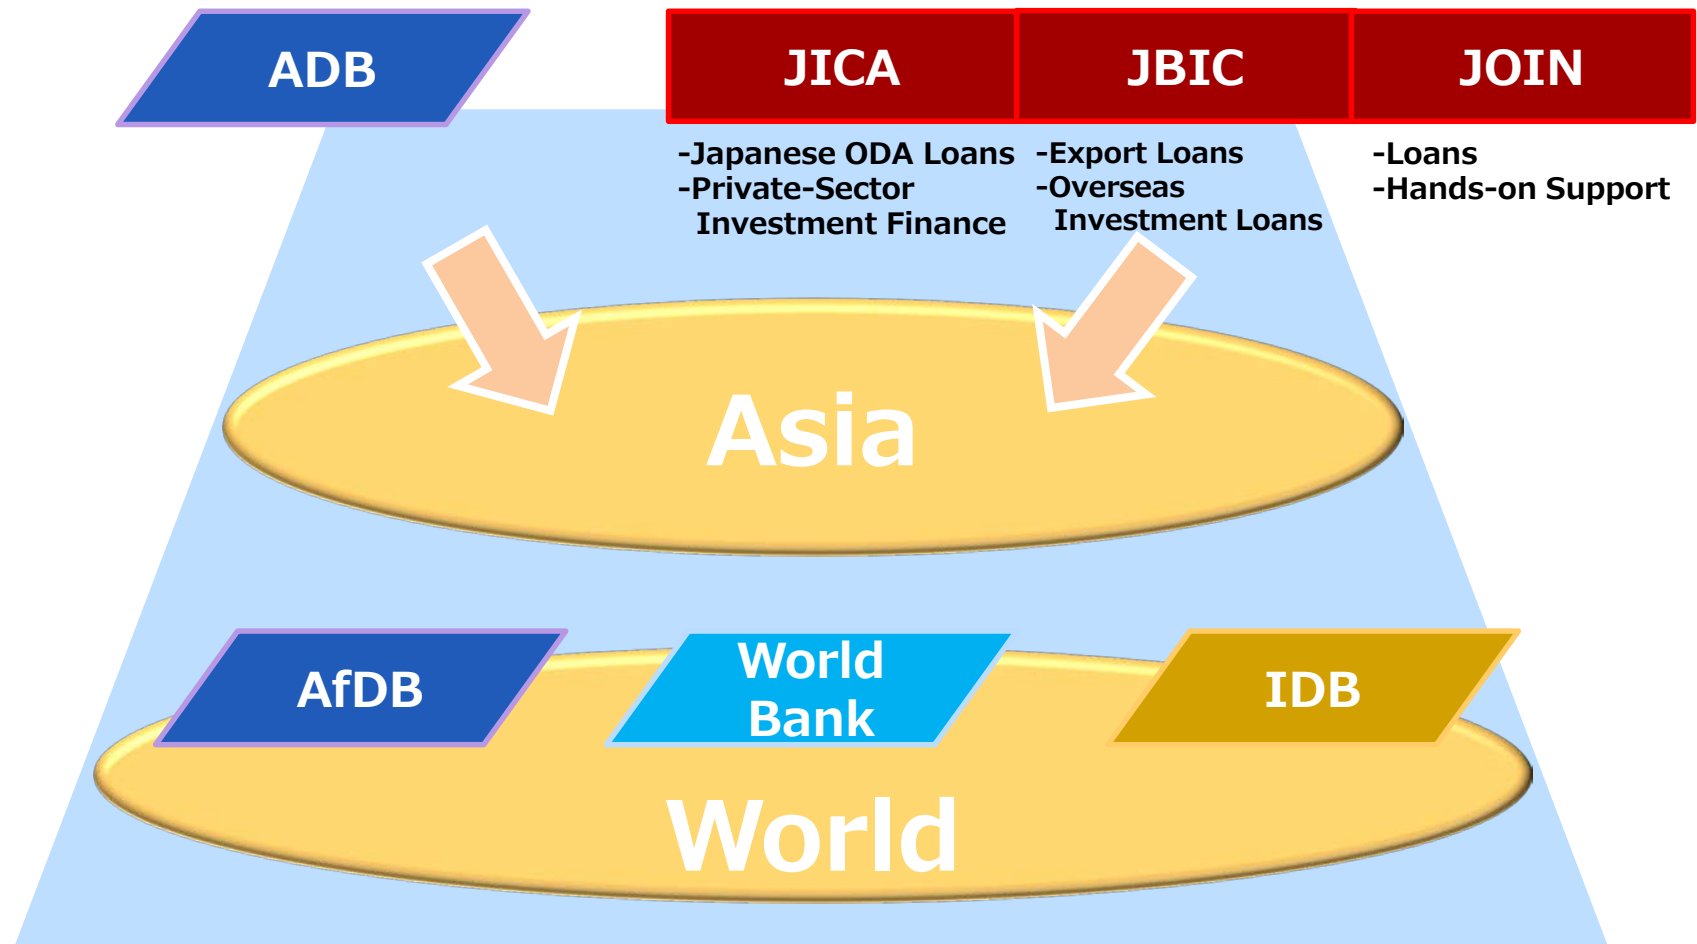 ADB
JICA
JBIC
JOIN
-Japanese ODA Loans
-Private-Sector
Investment Finance
-Export Loans
-Overseas
Investment Loans
-Loans
-Hands-on Support
Asia
AfDB
World
Bank
IDB
World